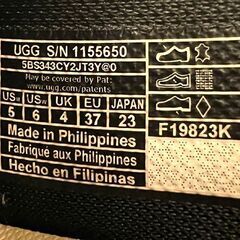 UGG S/N 1155650
5BS343CY2JT3Y@0
May be covered by Pat:
www.ugg.com/patents
US US UK EU JAPAN
5 6 4 37 23
F19823K
Made in Philippines
Fabriqué aux Philippines
Hecho en Filipinas